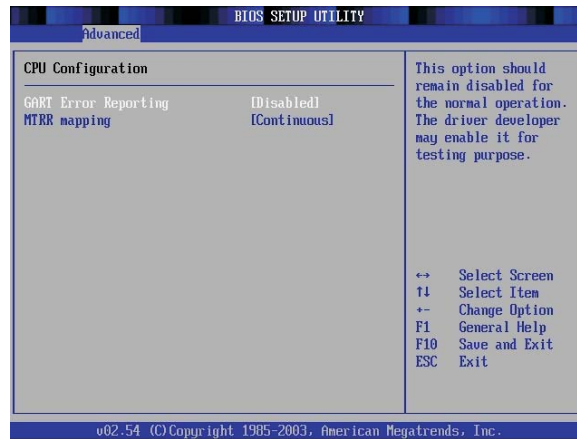 BIOS SETUP UTILITY
Advanced
CPU Configuration
GART Error Reporting [Disabled]
MTRR mapping [Continuous]
This option should
remain disabled for
the normal operation.
The driver developer
may enable it for
testing purpose.
↔ Select Screen
↑↓ Select Item
+- Change Option
F1 General Help
F10 Save and Exit
ESC Exit
v02.54 (C)Copyright 1985-2003, American Megatrends, Inc.